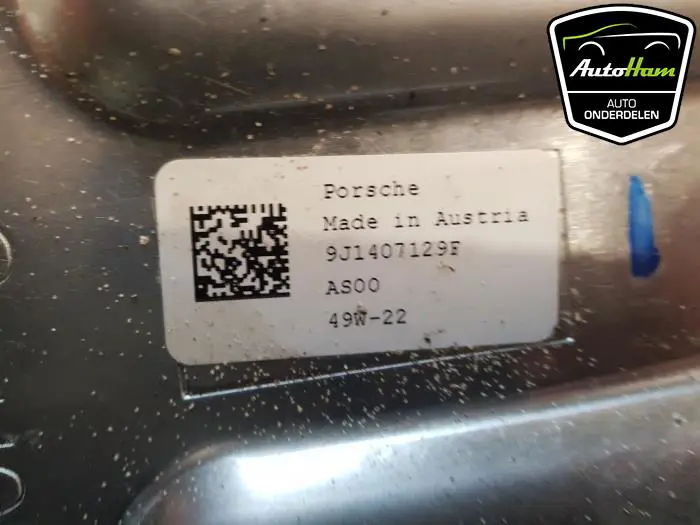 AutoHam
AUTO
ONDERDELEN
Porsche
Made in Austria
9J1407129F
AS00
49W-22